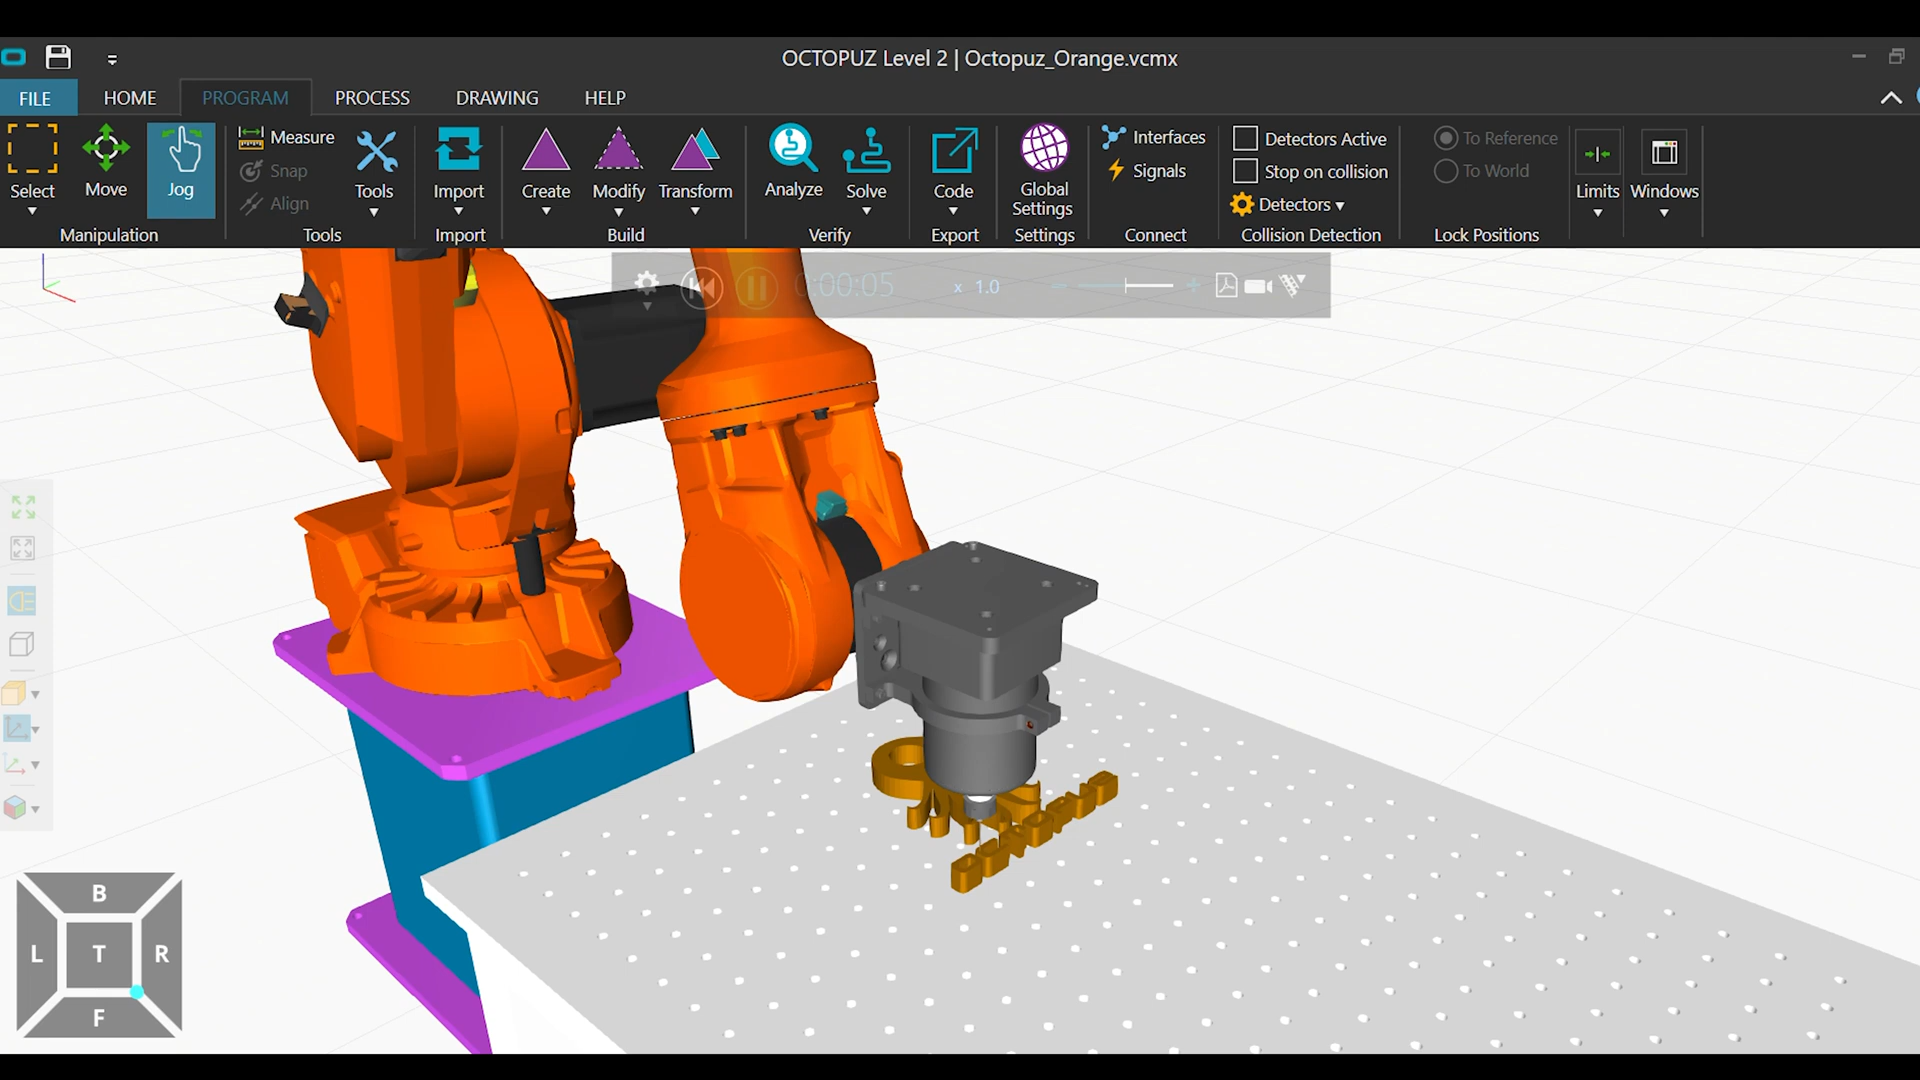 OCTOPUZ Level 2 | Octopuz_Orange.vcmx
FILE HOME PROGRAM PROCESS DRAWING HELP
Select
Move
Jog
Manipulation
Measure
Snap
Align
Tools
Tools
Import
Import
Create
Modify
Transform
Build
Analyze
Solve
Verify
Code
Export
Global
Settings
Settings
Interfaces
Signals
Connect
Detectors Active
Stop on collision
Detectors
Collision Detection
To Reference
To World
Lock Positions
Limits
Windows
0:00:05
x 1.0
B
L T R
F